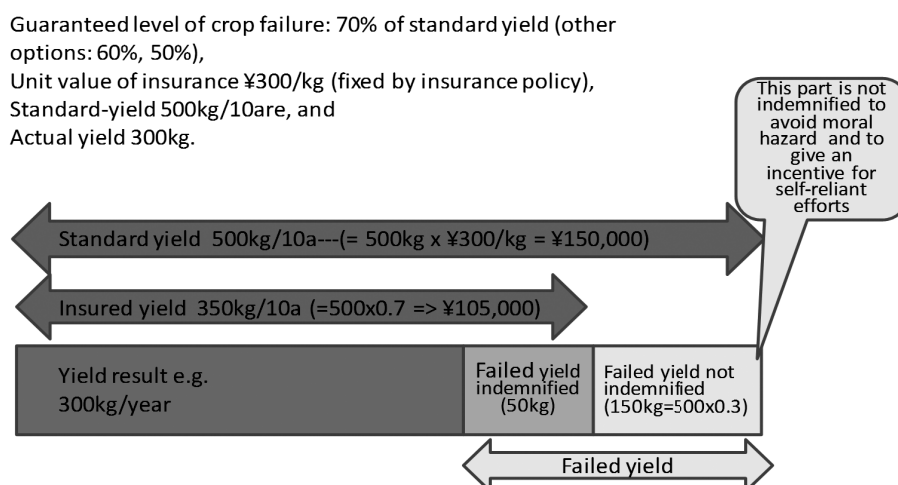 Guaranteed level of crop failure: 70% of standard yield (other
options: 60%, 50%),
Unit value of insurance ¥300/kg (fixed by insurance policy),
Standard-yield 500kg/10are, and
Actual yield 300kg.
This part is not
indemnified to
avoid moral
hazard and to
give an
incentive for
self-reliant
efforts
Standard yield 500kg/10a---(= 500kg x ¥300/kg = ¥150,000)
Insured yield 350kg/10a (=500x0.7 => ¥105,000)
Yield result e.g.
300kg/year
Failed yield
indemnified
(50kg)
Failed yield not
indemnified
(150kg=500x0.3)
Failed yield